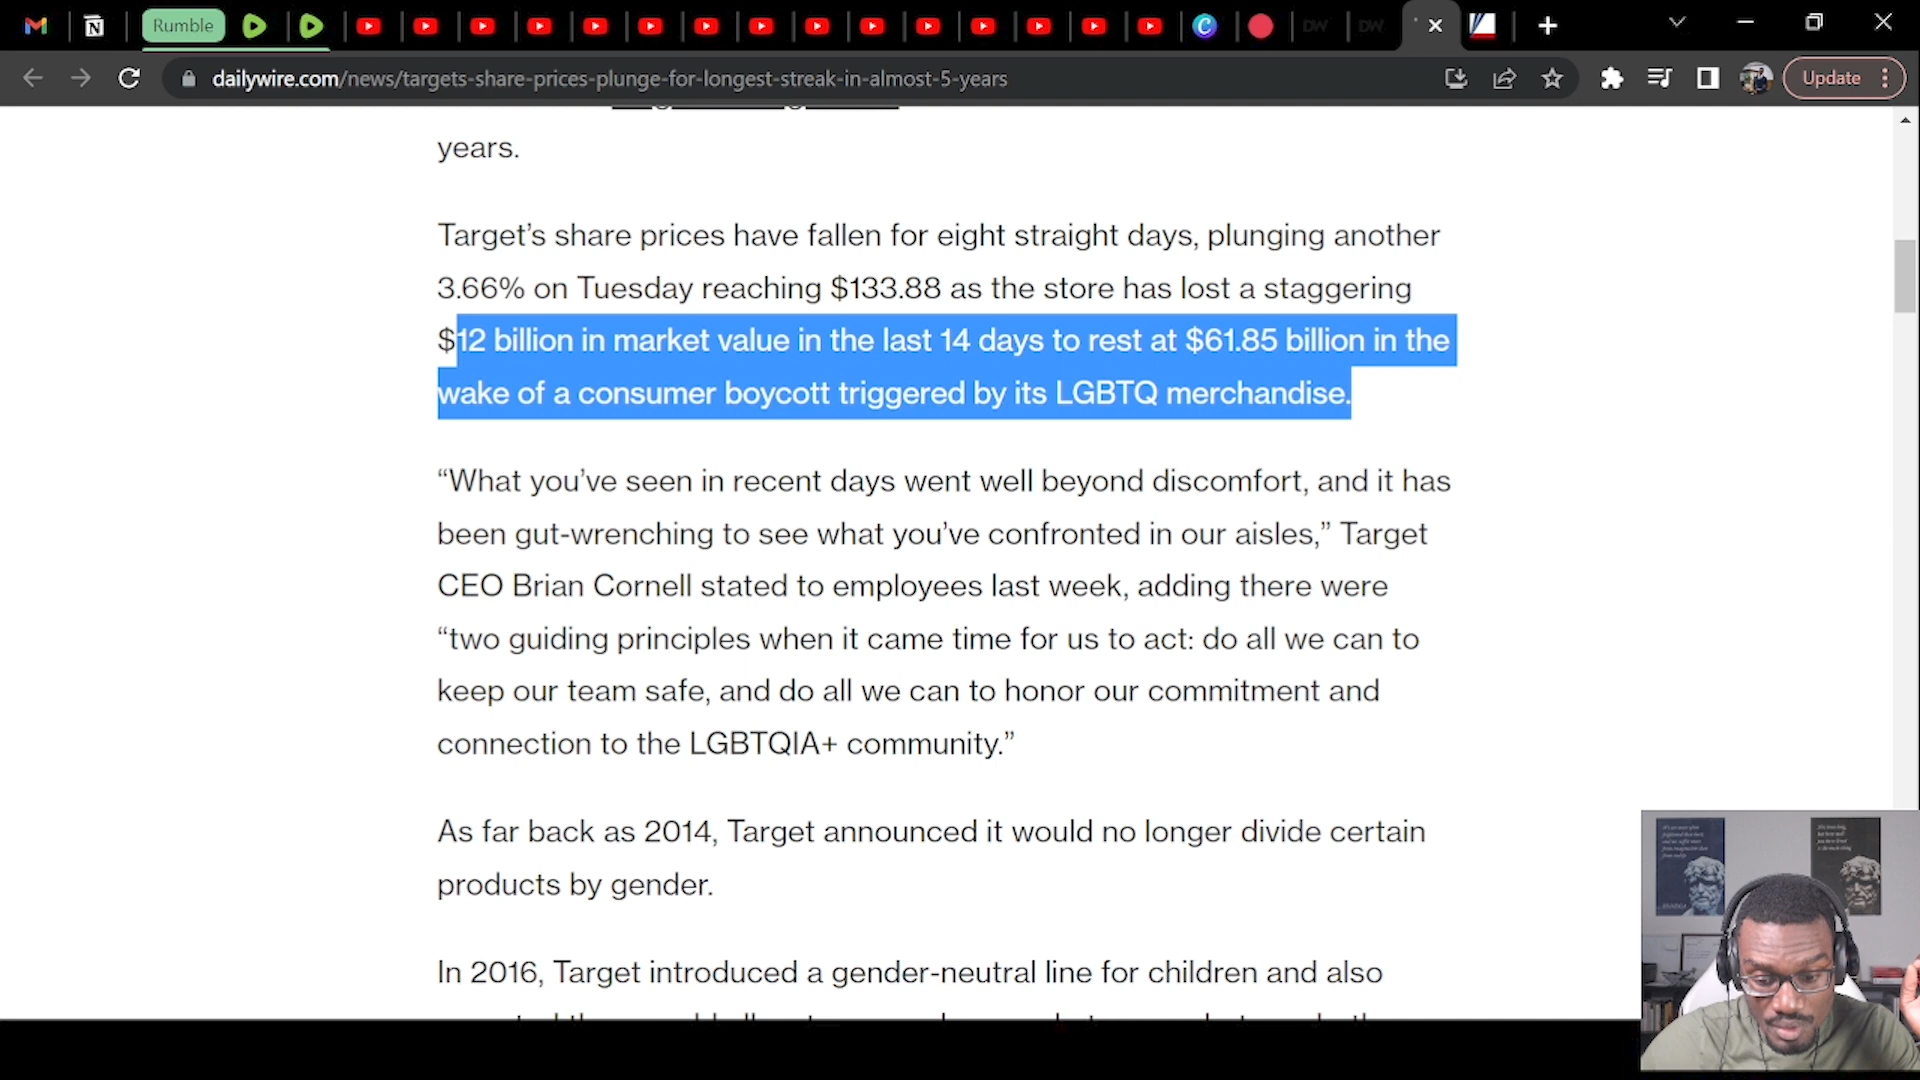 Rumble
dailywire.com/news/targets-share-prices-plunge-for-longest-streak-in-almost-5-years
Update
years.
Target’s share prices have fallen for eight straight days, plunging another
3.66% on Tuesday reaching $133.88 as the store has lost a staggering
$12 billion in market value in the last 14 days to rest at $61.85 billion in the
wake of a consumer boycott triggered by its LGBTQ merchandise.
“What you’ve seen in recent days went well beyond discomfort, and it has
been gut-wrenching to see what you’ve confronted in our aisles,” Target
CEO Brian Cornell stated to employees last week, adding there were
“two guiding principles when it came time for us to act: do all we can to
keep our team safe, and do all we can to honor our commitment and
connection to the LGBTQIA+ community.”
As far back as 2014, Target announced it would no longer divide certain
products by gender.
In 2016, Target introduced a gender-neutral line for children and also